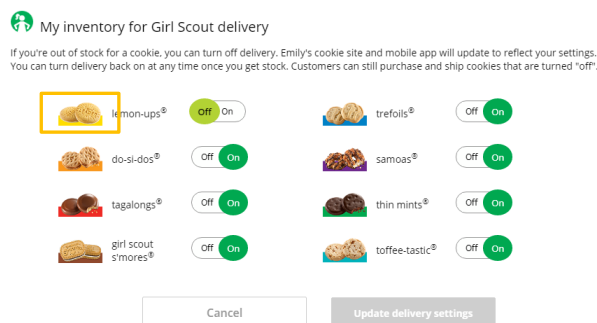 My inventory for Girl Scout delivery
If you're out of stock for a cookie, you can turn off delivery. Emily's cookie site and mobile app will update to reflect your settings.
You can turn delivery back on at any time once you get stock. Customers can still purchase and ship cookies that are turned "off".
lemon-ups® Off On
trefoils® Off On
do-si-dos® Off On
samoas® Off On
tagalongs® Off On
thin mints® Off On
girl scout
s'mores® Off On
toffee-tastic® Off On
Cancel
Update delivery settings